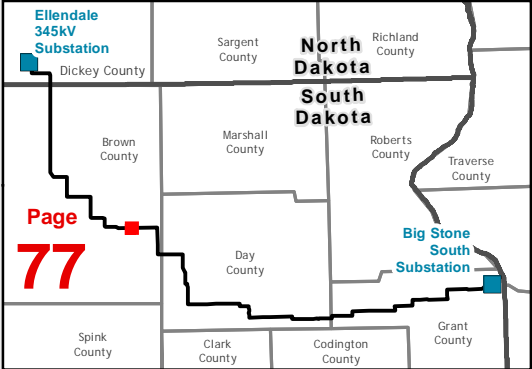 Ellendale
345kV
Substation
Dickey County
Sargent
County
North
Dakota
Richland
County
South
Dakota
Brown
County
Marshall
County
Roberts
County
Traverse
County
Page
77
Day
County
Big Stone
South
Substation
Spink
County
Clark
County
Codington
County
Grant
County